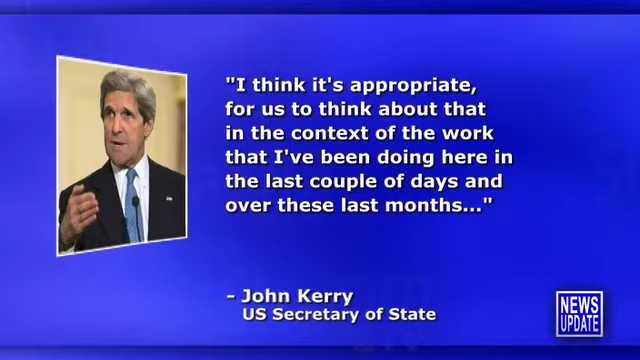 "I think it's appropriate,
for us to think about that
in the context of the work
that I've been doing here in
the last couple of days and
over these last months..."
- John Kerry
US Secretary of State
NEWS
UPDATE